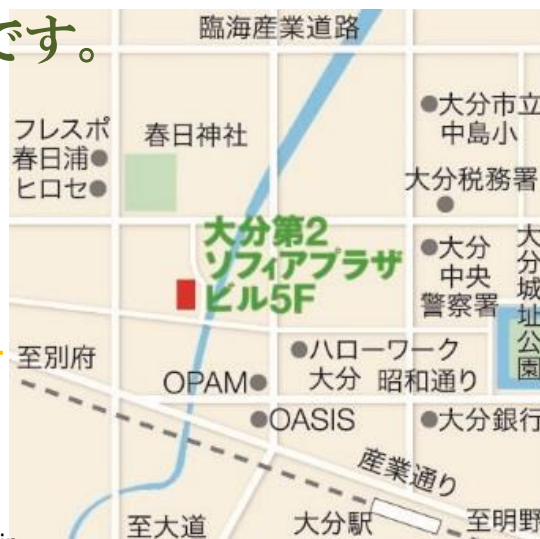 です。
臨海産業道路
フレスポ
春日浦
ヒロセ
春日神社
大分市立
中島小
大分税務署
大分第2
ソフィアプラザ
ビル5F
大分
中央
警察署
大分城址公園
至別府
ハローワーク
大分
昭和通り
OPAM
OASIS
大分銀行
産業通り
至大道
大分駅
至明野